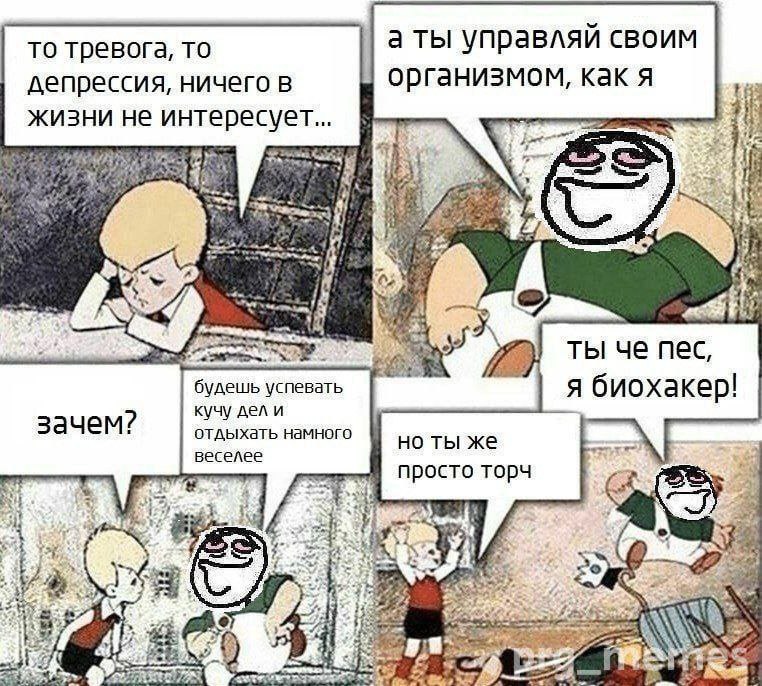 то тревога, то
депрессия, ничего в
жизни не интересует...
а ты управляй своим
организмом, как я
зачем?
будешь успевать
кучу дел и
отдыхать намного
веселее
но ты же
просто торч
ты че пес,
я биохакер!
prg_memes